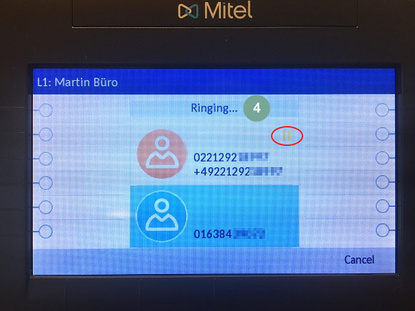 Mitel
L1: Martin Büro
Ringing... 4
0221292
+49221292
016384
Cancel